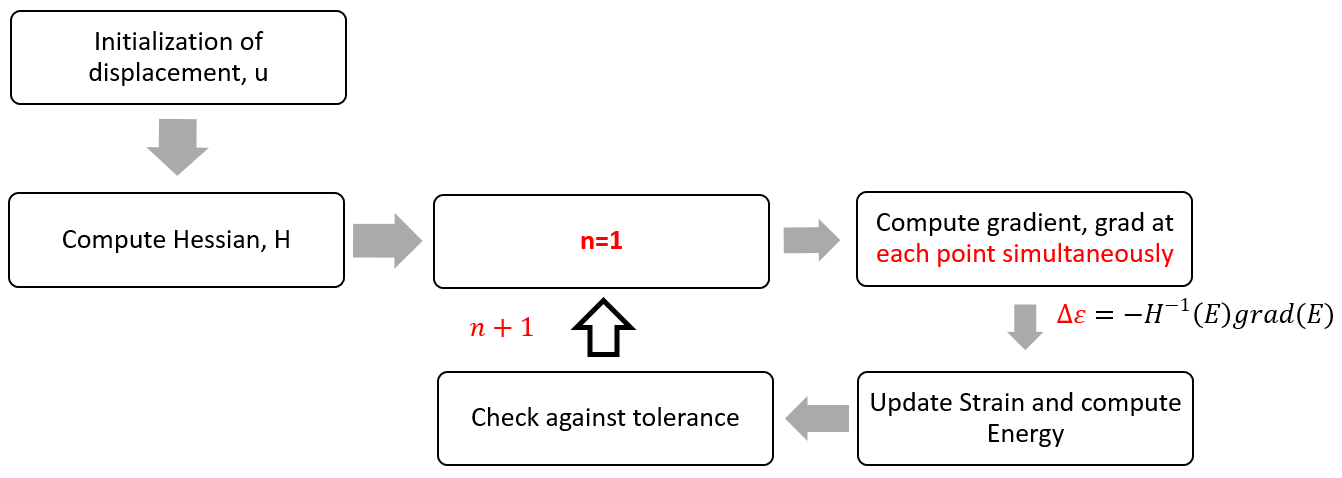 Initialization of
displacement, u
Compute Hessian, H
n=1
Compute gradient, grad at
each point simultaneously
n + 1
Δε = −H⁻¹(E)grad(E)
Check against tolerance
Update Strain and compute
Energy